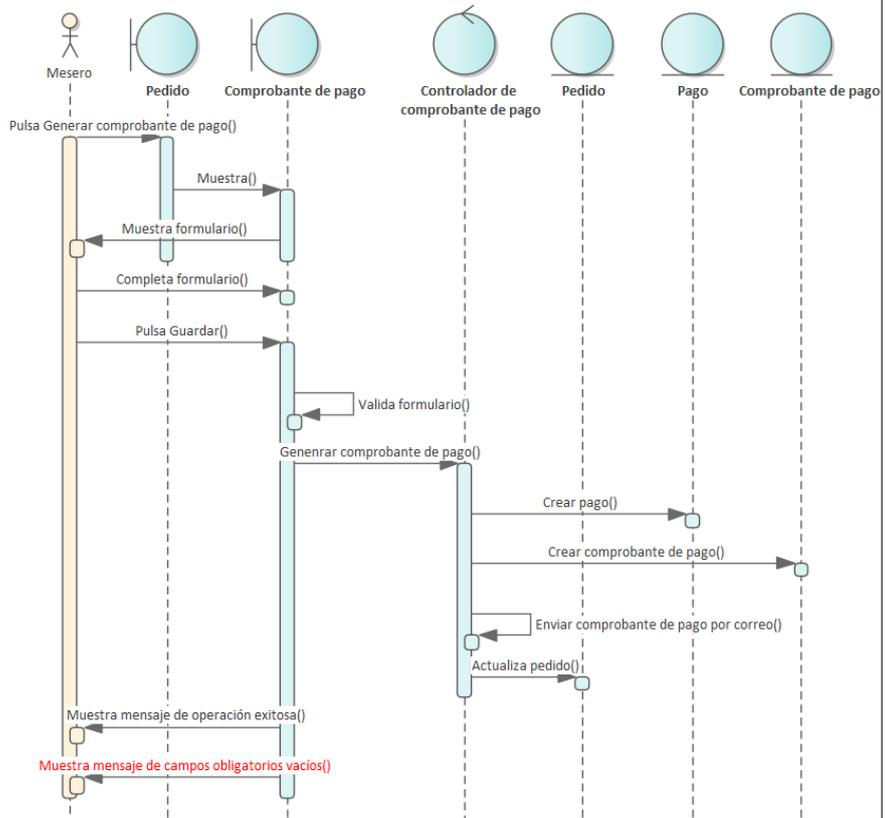 Mesero
Pedido
Comprobante de pago
Controlador de
comprobante de pago
Pedido
Pago
Comprobante de pago
Pulsa Generar comprobante de pago()
Muestra()
Muestra formulario()
Completa formulario()
Pulsa Guardar()
Valida formulario()
Genenrar comprobante de pago()
Crear pago()
Crear comprobante de pago()
Enviar comprobante de pago por correo()
Actualiza pedido()
Muestra mensaje de operación exitosa()
Muestra mensaje de campos obligatorios vacíos()